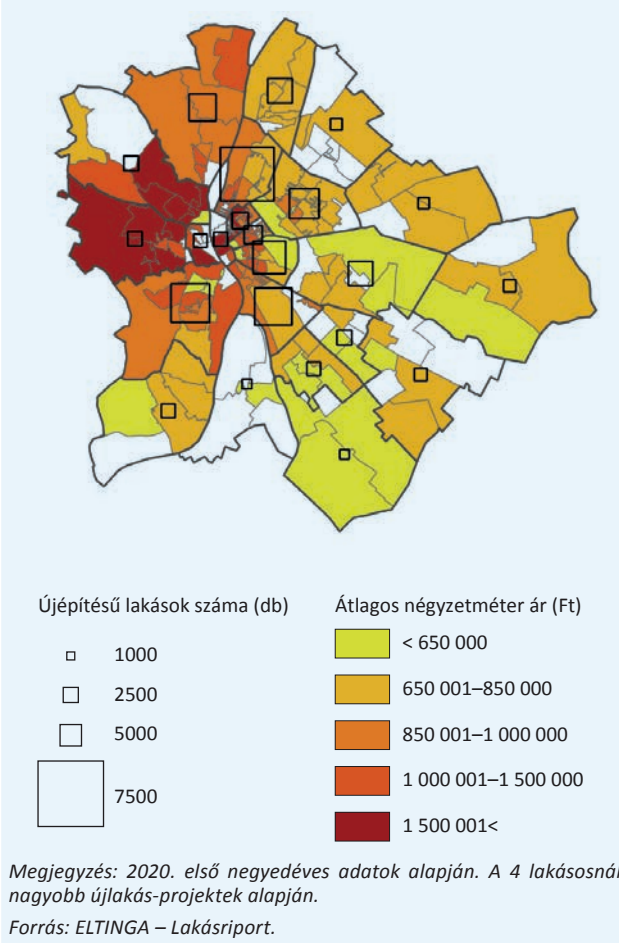 Újépítésű lakások száma (db)
1000
2500
5000
7500
Átlagos négyzetméter ár (Ft)
< 650 000
650 001–850 000
850 001–1 000 000
1 000 001–1 500 000
1 500 001<
Megjegyzés: 2020. első negyedéves adatok alapján. A 4 lakásosnál
nagyobb újlakás-projektek alapján.
Forrás: ELTINGA – Lakásriport.